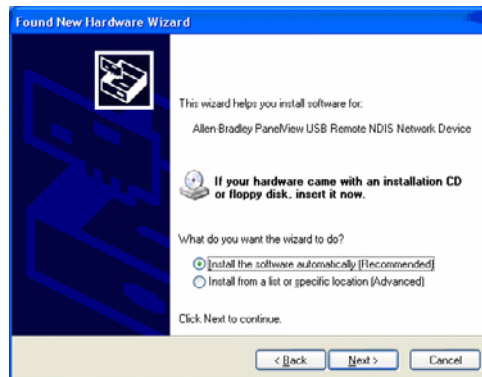 Found New Hardware Wizard
This wizard helps you install software for:
Allen-Bradley PanelView USB Remote NDIS Network Device
If your hardware came with an installation CD
or floppy disk, insert it now.
What do you want the wizard to do?
Install the software automatically (Recommended)
Install from a list or specific location (Advanced)
Click Next to continue.
< Back Next > Cancel